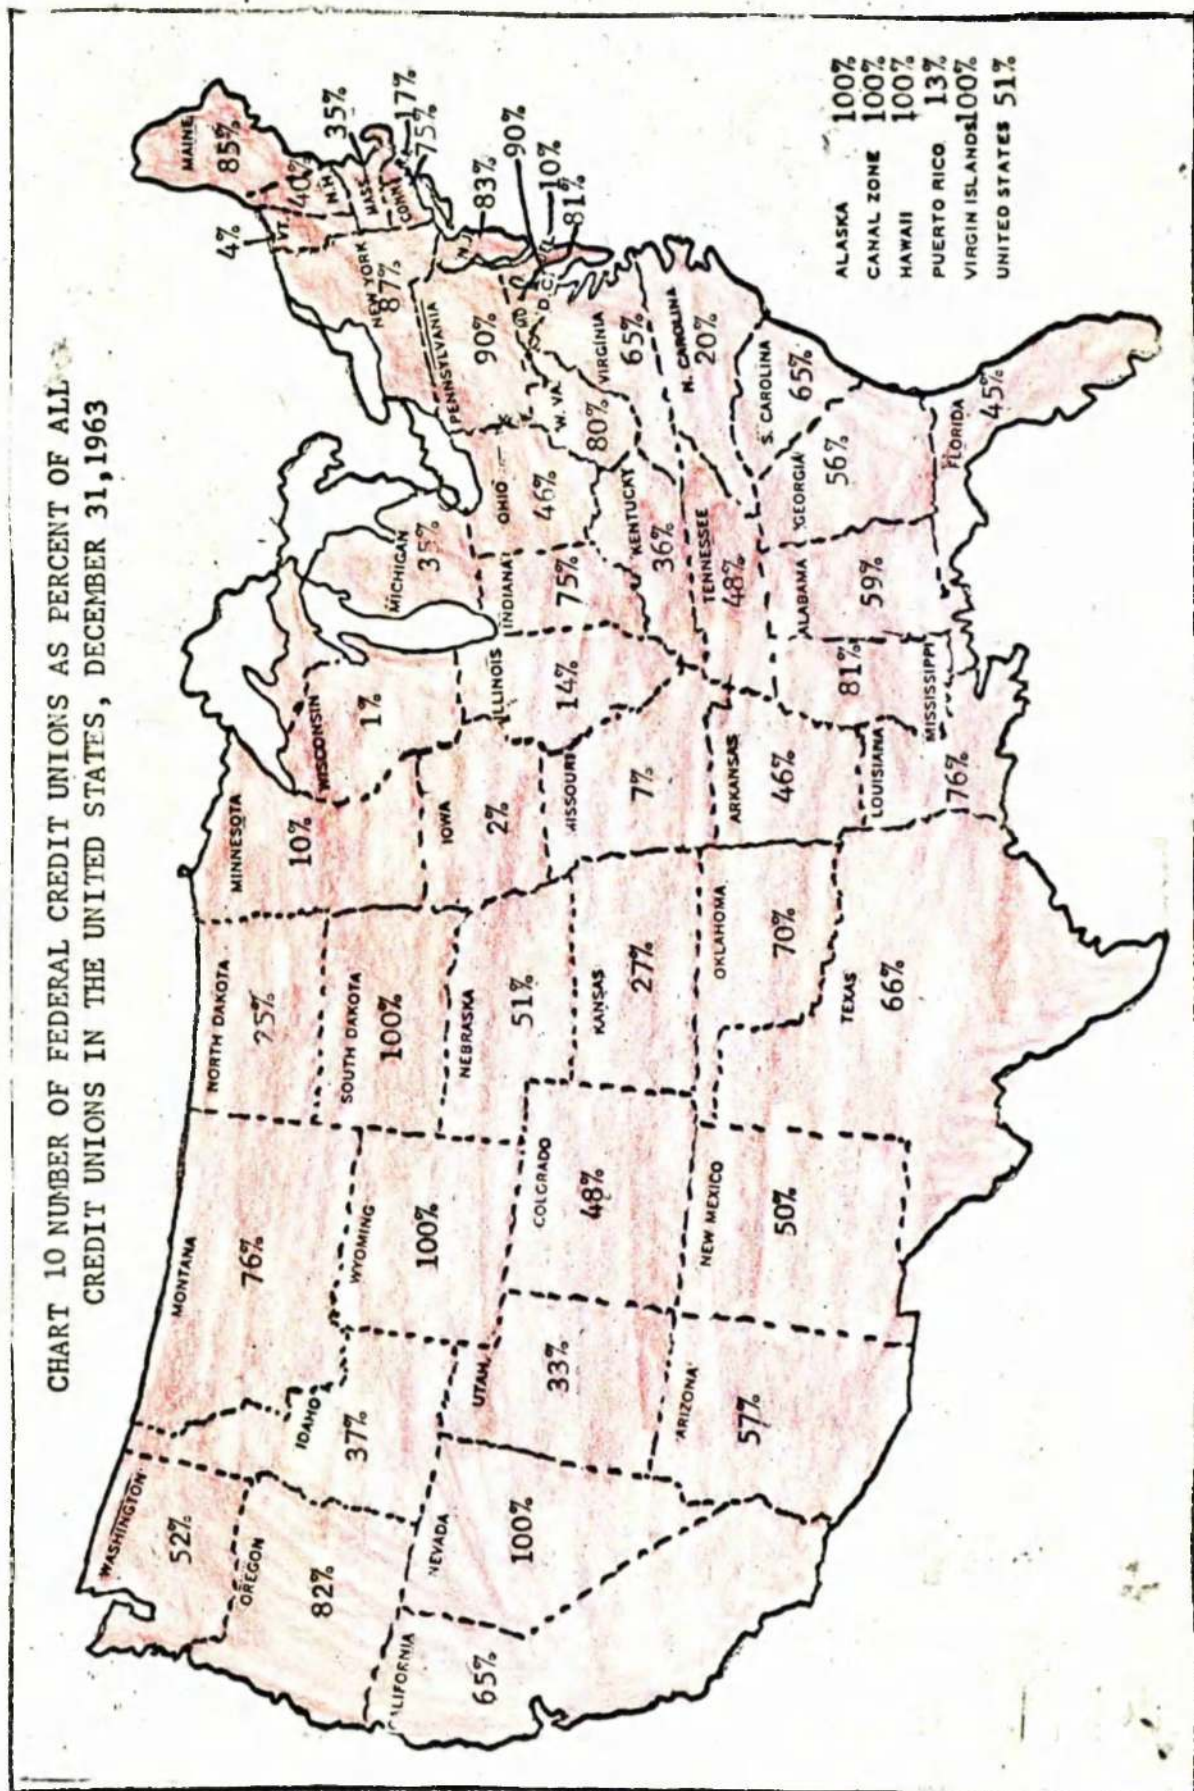 CHART 10 NUMBER OF FEDERAL CREDIT UNIONS AS PERCENT OF ALL
CREDIT UNIONS IN THE UNITED STATES, DECEMBER 31,1963
WASHINGTON
52%
OREGON
82%
CALIFORNIA
65%
NEVADA
100%
IDAHO
37%
MONTANA
76%
WYOMING
100%
UTAH
33%
ARIZONA
57%
COLORADO
48%
NEW MEXICO
50%
NORTH DAKOTA
25%
SOUTH DAKOTA
100%
NEBRASKA
51%
KANSAS
27%
OKLAHOMA
70%
TEXAS
66%
MINNESOTA
10%
IOWA
2%
MISSOURI
7%
ARKANSAS
46%
LOUISIANA
76%
WISCONSIN
1%
ILLINOIS
14%
MISSISSIPPI
81%
MICHIGAN
35%
INDIANA
75%
OHIO
46%
KENTUCKY
36%
TENNESSEE
48%
ALABAMA
59%
GEORGIA
56%
FLORIDA
45%
S. CAROLINA
65%
N. CAROLINA
20%
VIRGINIA
65%
W. VA.
80%
PENNSYLVANIA
90%
NEW YORK
87%
VT.
4%
N.H.
40%
MAINE
85%
MASS.
35%
CONN.
17%
75%
N.J.
83%
90%
D.C.
10%
81%
ALASKA 100%
CANAL ZONE 100%
HAWAII 100%
PUERTO RICO 13%
VIRGIN ISLANDS100%
UNITED STATES 51%